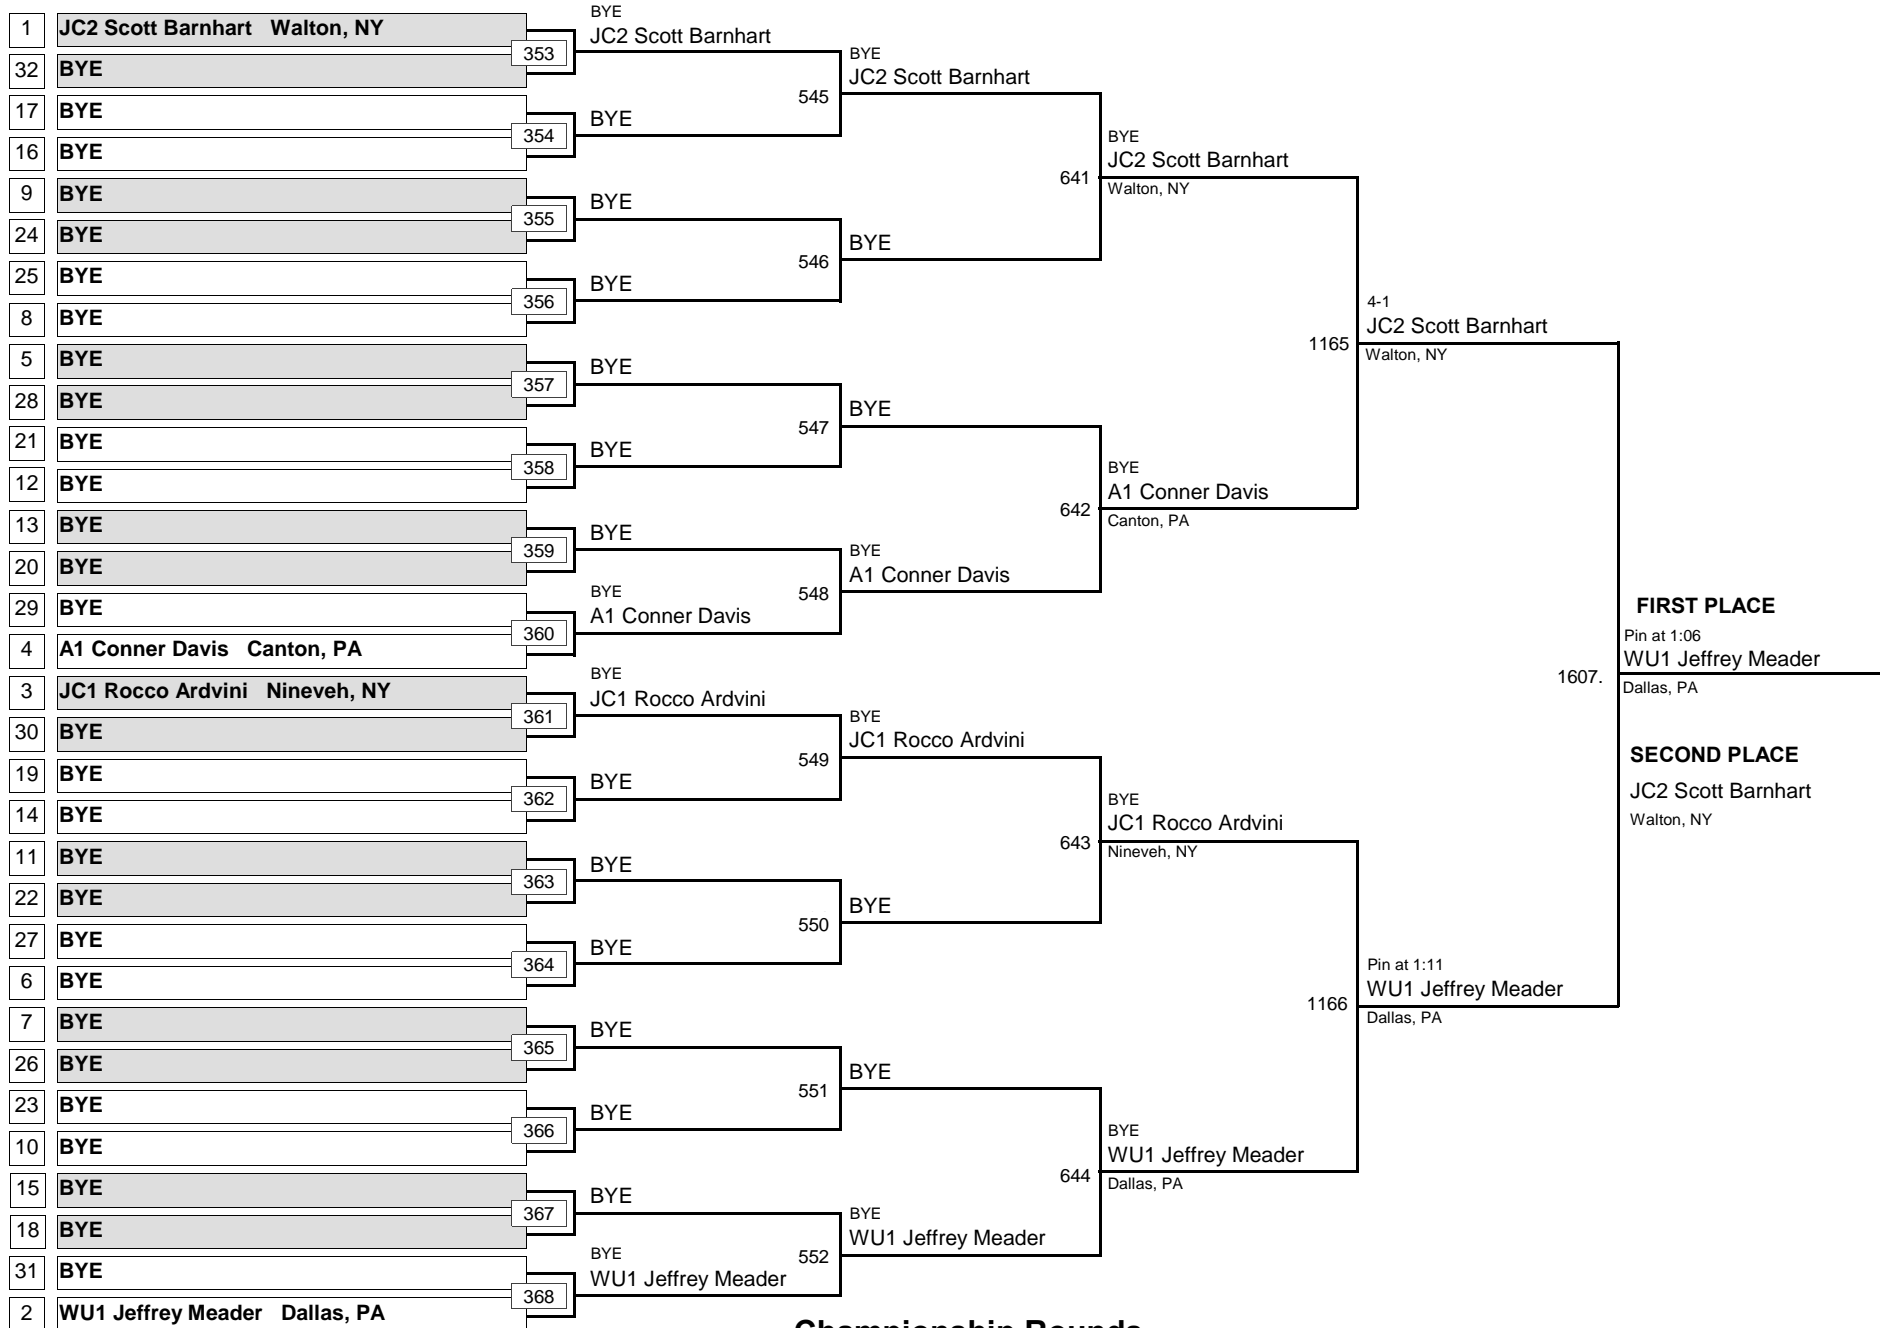 1 JC2 Scott Barnhart Walton, NY
32 BYE
17 BYE
16 BYE
9 BYE
24 BYE
25 BYE
8 BYE
5 BYE
28 BYE
21 BYE
12 BYE
13 BYE
20 BYE
29 BYE
4 A1 Conner Davis Canton, PA
3 JC1 Rocco Ardvini Nineveh, NY
30 BYE
19 BYE
14 BYE
11 BYE
22 BYE
27 BYE
6 BYE
7 BYE
26 BYE
23 BYE
10 BYE
15 BYE
18 BYE
31 BYE
2 WU1 Jeffrey Meader Dallas, PA
353
354
355
356
357
358
359
360
361
362
363
364
365
366
367
368
BYE
JC2 Scott Barnhart
BYE
BYE
BYE
BYE
BYE
BYE
BYE
A1 Conner Davis
BYE
JC1 Rocco Ardvini
BYE
BYE
BYE
BYE
BYE
BYE
BYE
WU1 Jeffrey Meader
545
546
547
548
549
550
551
552
BYE
JC2 Scott Barnhart
BYE
BYE
BYE
A1 Conner Davis
BYE
JC1 Rocco Ardvini
BYE
BYE
BYE
WU1 Jeffrey Meader
641
642
643
644
BYE
JC2 Scott Barnhart
Walton, NY
BYE
A1 Conner Davis
Canton, PA
BYE
JC1 Rocco Ardvini
Nineveh, NY
BYE
WU1 Jeffrey Meader
Dallas, PA
1165
1166
4-1
JC2 Scott Barnhart
Walton, NY
Pin at 1:11
WU1 Jeffrey Meader
Dallas, PA
1607.
FIRST PLACE
Pin at 1:06
WU1 Jeffrey Meader
Dallas, PA
SECOND PLACE
JC2 Scott Barnhart
Walton, NY
Championship Rounds